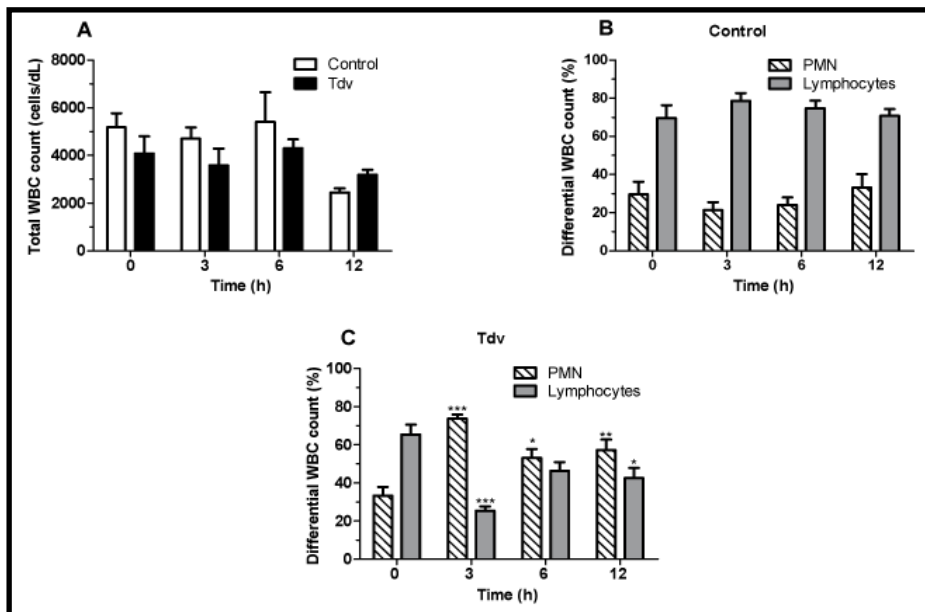 A
Total WBC count (cells/dL)
8000
6000
4000
2000
0
Control
Tdv
0 3 6 12
Time (h)
B
Control
Differential WBC count (%)
100
80
60
40
20
0
PMN
Lymphocytes
0 3 6 12
Time (h)
C
Tdv
Differential WBC count (%)
100
80
60
40
20
0
PMN
Lymphocytes
***
***
*
**
*
0 3 6 12
Time (h)